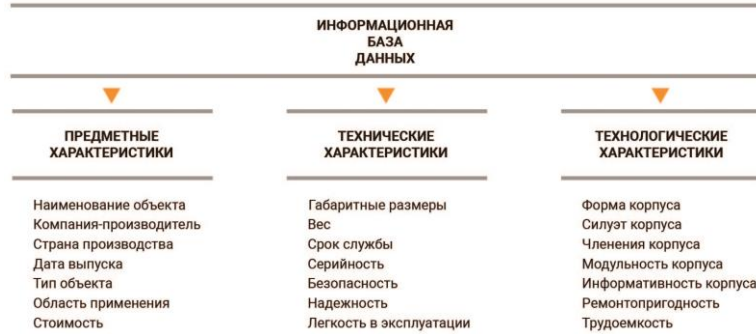 ИНФОРМАЦИОННАЯ
БАЗА
ДАННЫХ
ПРЕДМЕТНЫЕ
ХАРАКТЕРИСТИКИ
Наименование объекта
Компания-производитель
Страна производства
Дата выпуска
Тип объекта
Область применения
Стоимость
ТЕХНИЧЕСКИЕ
ХАРАКТЕРИСТИКИ
Габаритные размеры
Вес
Срок службы
Серийность
Безопасность
Надежность
Легкость в эксплуатации
ТЕХНОЛОГИЧЕСКИЕ
ХАРАКТЕРИСТИКИ
Форма корпуса
Силуэт корпуса
Членения корпуса
Модульность корпуса
Информативность корпуса
Ремонтопригодность
Трудоемкость